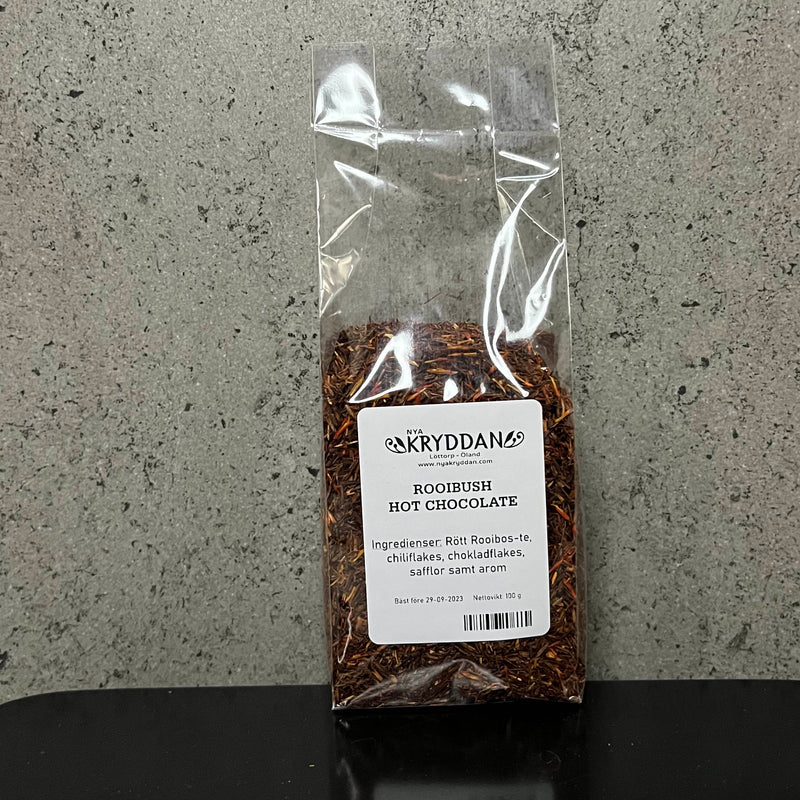 NYA
KRYDDAN
Löttorp - Öland
www.nyakryddan.com
ROOIBUSH
HOT CHOCOLATE
Ingredienser: Rött Rooibos-te,
chiliflakes, chokladflakes,
safflor samt arom
Bäst före 29-09-2023 Nettovikt 100 g